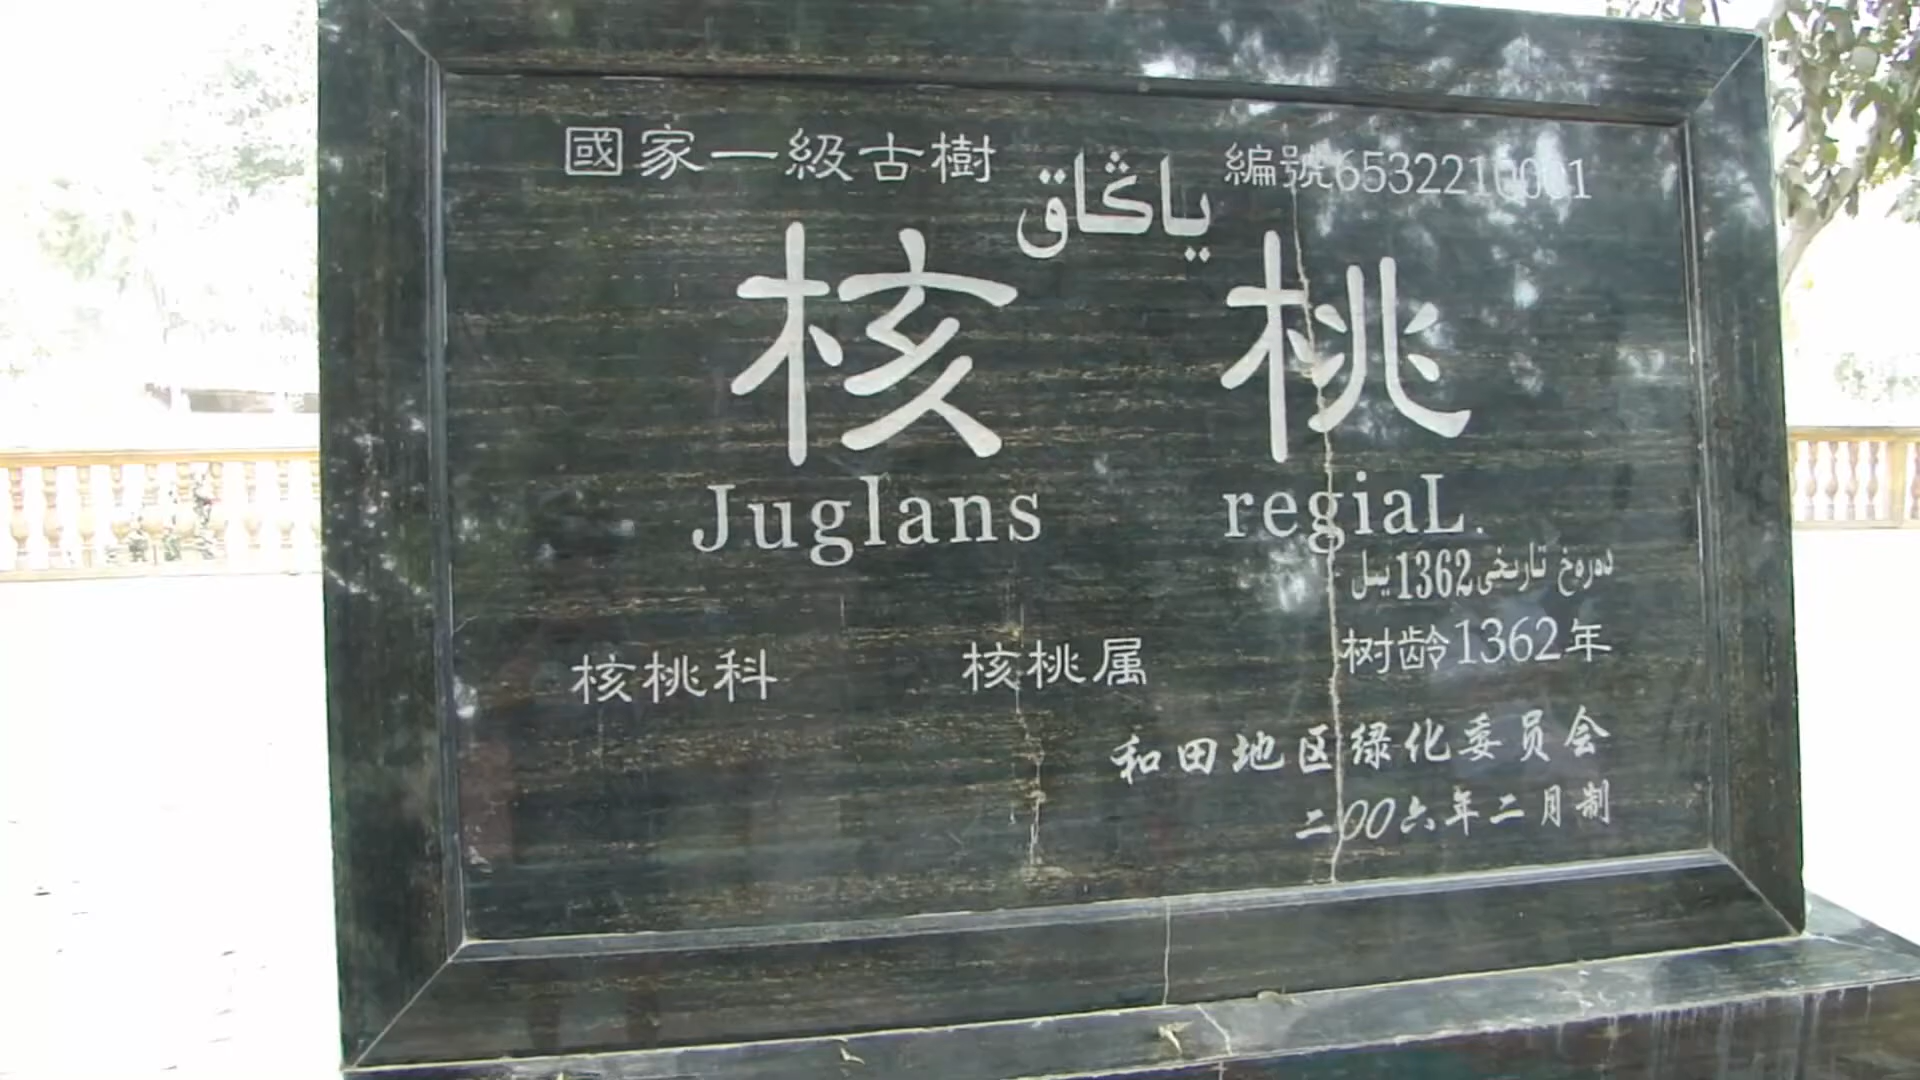 國家一級古樹
編號6532210001
ياڭاق
核桃
Juglans regiaL.
دەرەخ تارىخى1362يىل
核桃科 核桃属 树龄1362年
和田地区绿化委员会
二00六年二月制